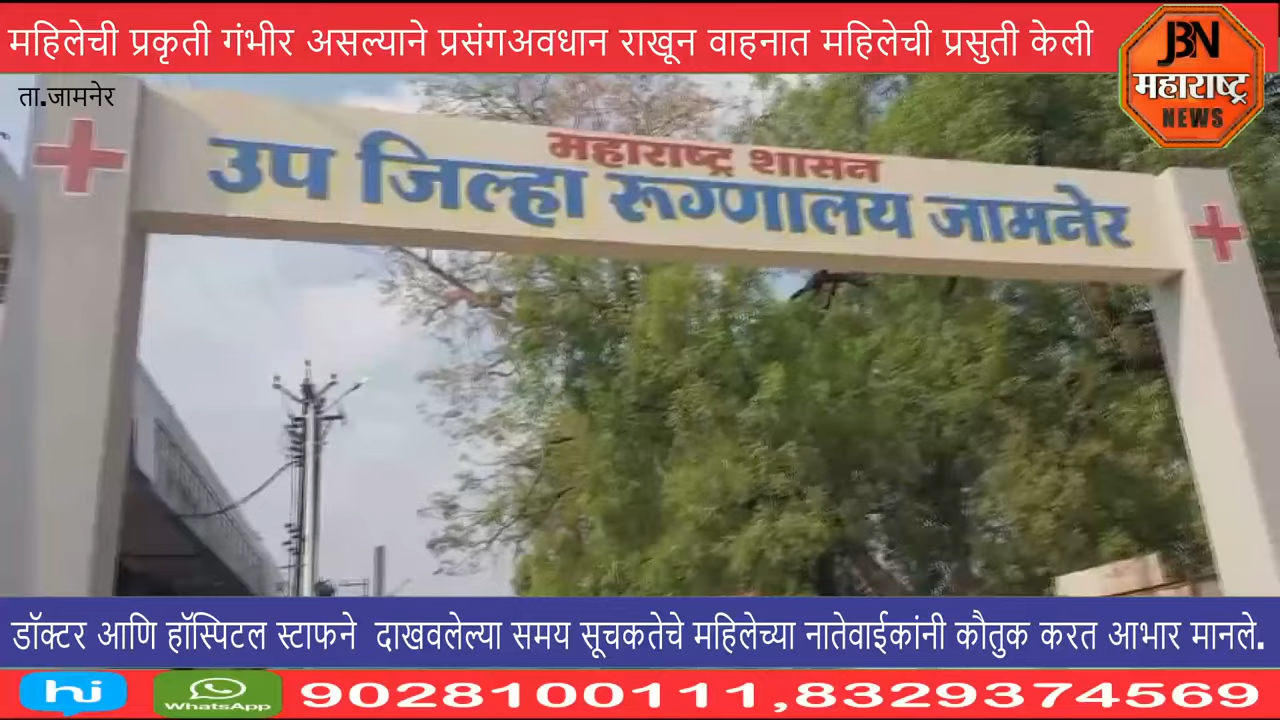 महिलेची प्रकृती गंभीर असल्याने प्रसंगअवधान राखून वाहनात महिलेची प्रसुती केली
JBN
महाराष्ट्र
NEWS
ता.जामनेर
महाराष्ट्र शासन
उप जिल्हा रुग्णालय जामनेर
डॉक्टर आणि हॉस्पिटल स्टाफने दाखवलेल्या समय सूचकतेचे महिलेच्या नातेवाईकांनी कौतुक करत आभार मानले.
hi WhatsApp 9028100111,8329374569